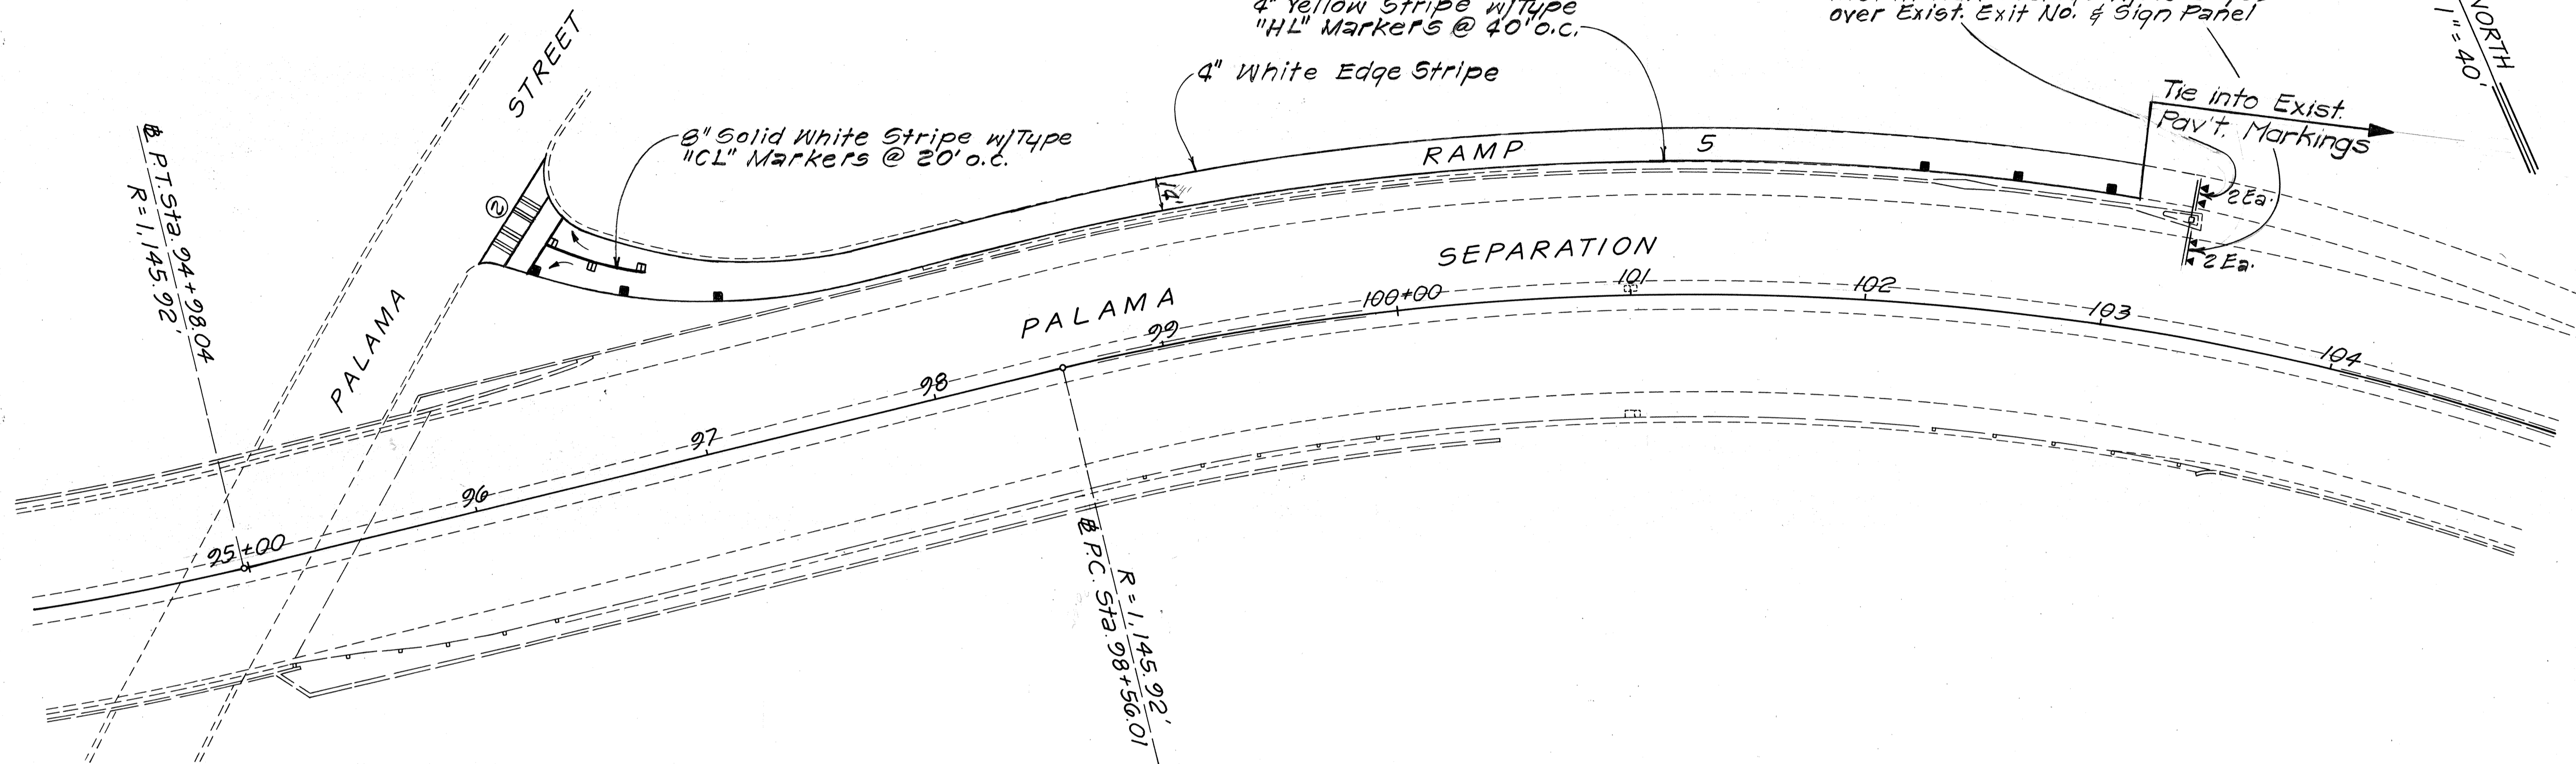 4" Yellow Stripe w/Type
"HL" Markers @ 40' o.c.
over Exist. Exit No. & Sign Panel
NORTH
1" = 40'
4" White Edge Stripe
Tie into Exist.
Pav't. Markings
STREET
8" Solid White Stripe w/Type
"CL" Markers @ 20' o.c.
RAMP 5
14'
2 Ea.
2 Ea.
②
℄ P.T. Sta. 94+98.04
R=1,145.92'
PALAMA
PALAMA SEPARATION
95+00
96
97
98
99
100+00
101
102
103
104
R=1,145.92'
℄ P.C. Sta. 98+56.01